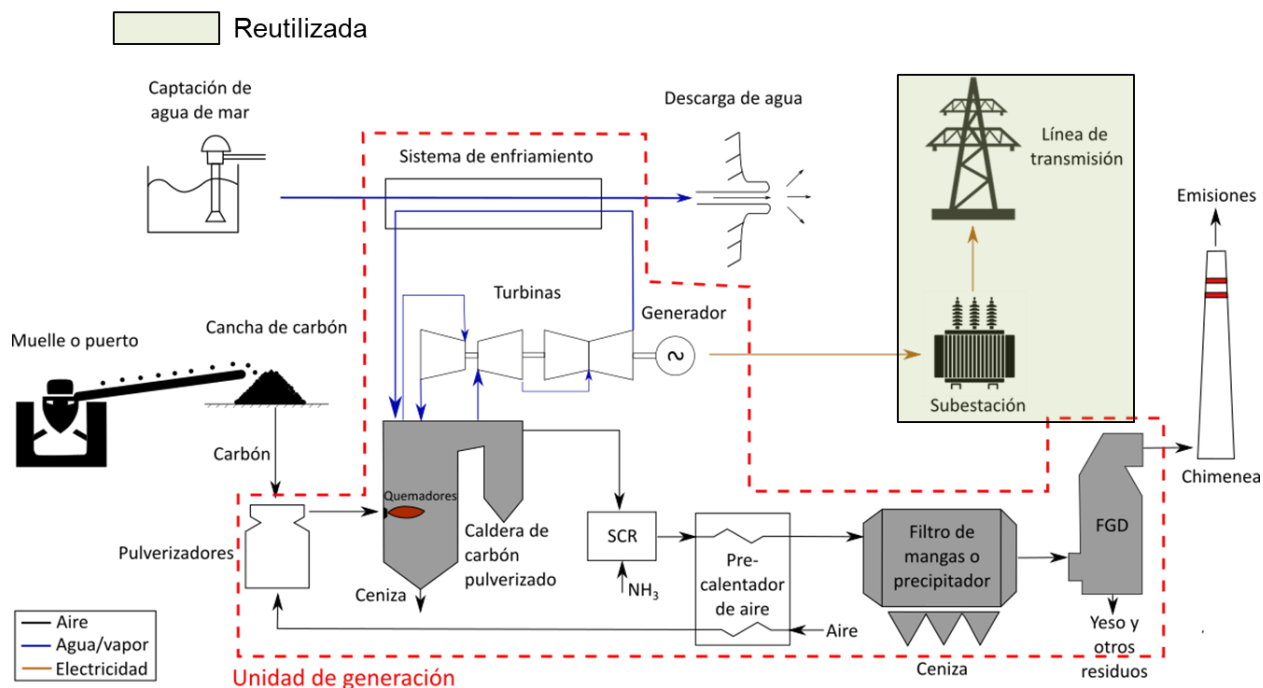 Reutilizada
Captación de
agua de mar
Descarga de agua
Línea de
transmisión
Sistema de enfriamiento
Emisiones
Turbinas
Generador
Muelle o puerto
Cancha de carbón
~
Subestación
Carbón
Chimenea
Quemadores
Pulverizadores
Caldera de
carbón
pulverizado
SCR
NH₃
Pre-
calentador
de aire
Filtro de
mangas o
precipitador
FGD
Ceniza
Aire
Ceniza
Yeso y
otros
residuos
Aire
Agua/vapor
Electricidad
Unidad de generación